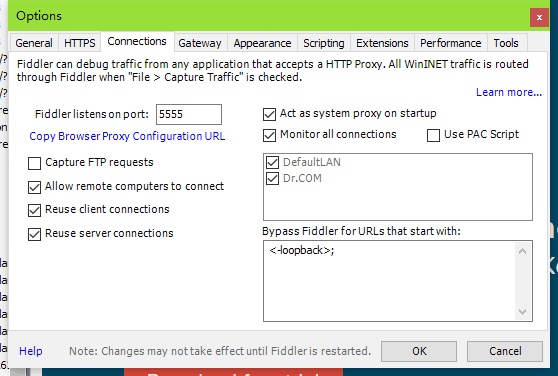 Options
x
General HTTPS Connections Gateway Appearance Scripting Extensions Performance Tools
Fiddler can debug traffic from any application that accepts a HTTP Proxy. All WinINET traffic is routed
through Fiddler when "File > Capture Traffic" is checked.
Learn more...
Fiddler listens on port: 5555
Copy Browser Proxy Configuration URL
Capture FTP requests
Allow remote computers to connect
Reuse client connections
Reuse server connections
Act as system proxy on startup
Monitor all connections Use PAC Script
DefaultLAN
Dr.COM
Bypass Fiddler for URLs that start with:
<-loopback>;
Help Note: Changes may not take effect until Fiddler is restarted. OK Cancel